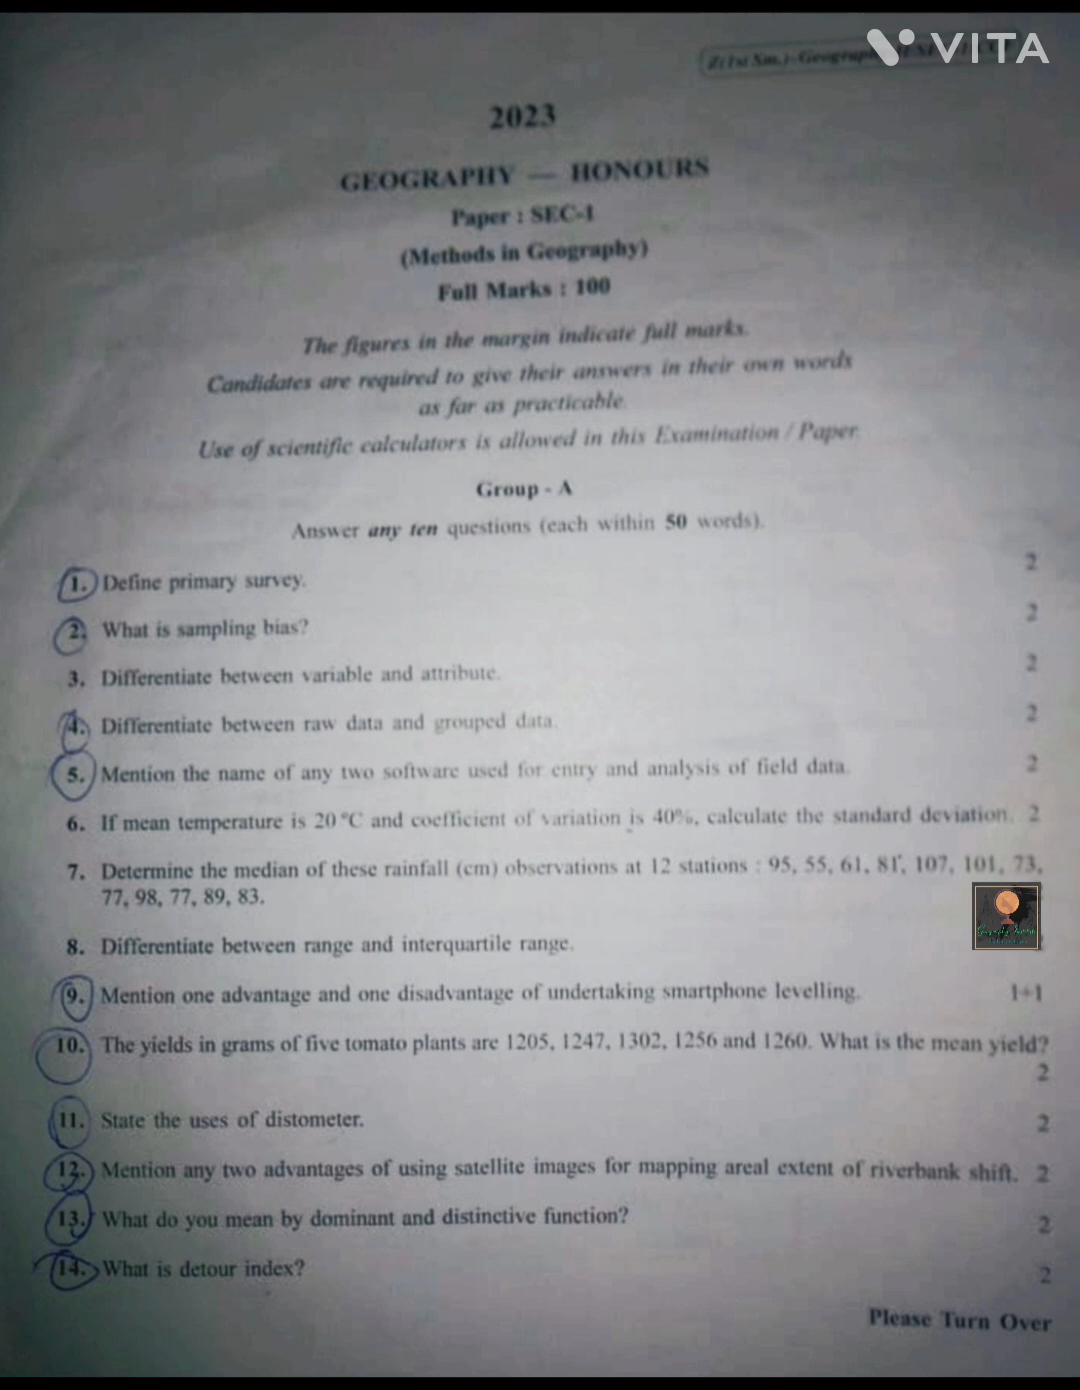 VITA
Z(1st Sm.)-Geography
2023
GEOGRAPHY — HONOURS
Paper : SEC-1
(Methods in Geography)
Full Marks : 100
The figures in the margin indicate full marks.
Candidates are required to give their answers in their own words
as far as practicable.
Use of scientific calculators is allowed in this Examination / Paper.
Group - A
Answer any ten questions (each within 50 words).
1. Define primary survey. 2
2. What is sampling bias? 2
3. Differentiate between variable and attribute. 2
4. Differentiate between raw data and grouped data. 2
5. Mention the name of any two software used for entry and analysis of field data. 2
6. If mean temperature is 20 °C and coefficient of variation is 40%, calculate the standard deviation. 2
7. Determine the median of these rainfall (cm) observations at 12 stations : 95, 55, 61, 81, 107, 101, 73,
77, 98, 77, 89, 83.
8. Differentiate between range and interquartile range.
9. Mention one advantage and one disadvantage of undertaking smartphone levelling. 1+1
10. The yields in grams of five tomato plants are 1205, 1247, 1302, 1256 and 1260. What is the mean yield?
2
11. State the uses of distometer. 2
12. Mention any two advantages of using satellite images for mapping areal extent of riverbank shift. 2
13. What do you mean by dominant and distinctive function? 2
14. What is detour index? 2
Please Turn Over